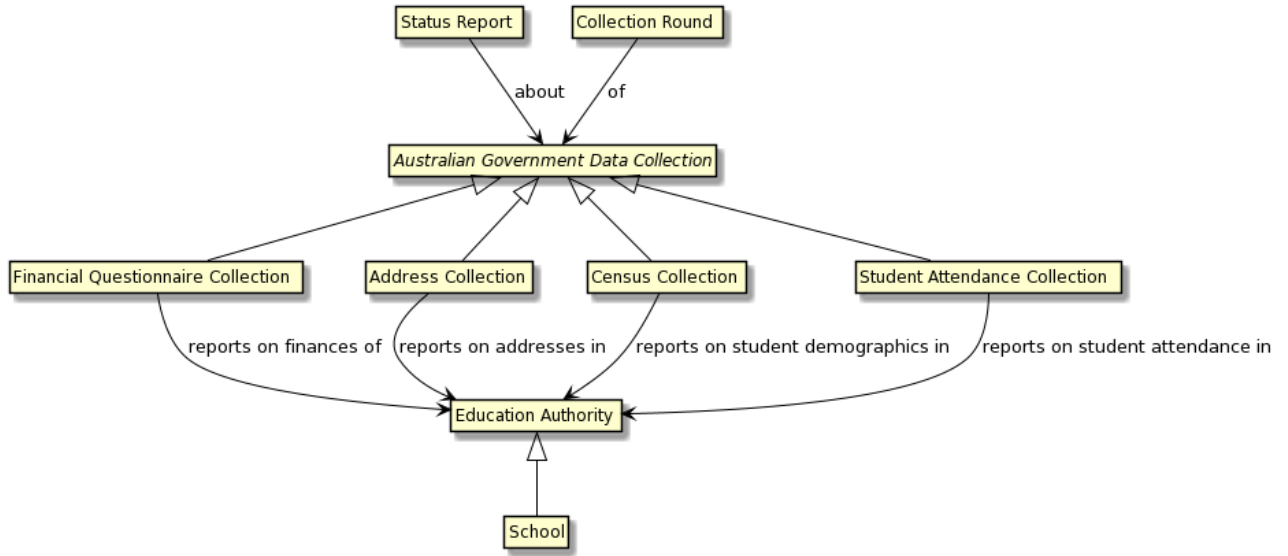 Status Report
Collection Round
about
of
Australian Government Data Collection
Financial Questionnaire Collection
Address Collection
Census Collection
Student Attendance Collection
reports on finances of
reports on addresses in
reports on student demographics in
reports on student attendance in
Education Authority
School